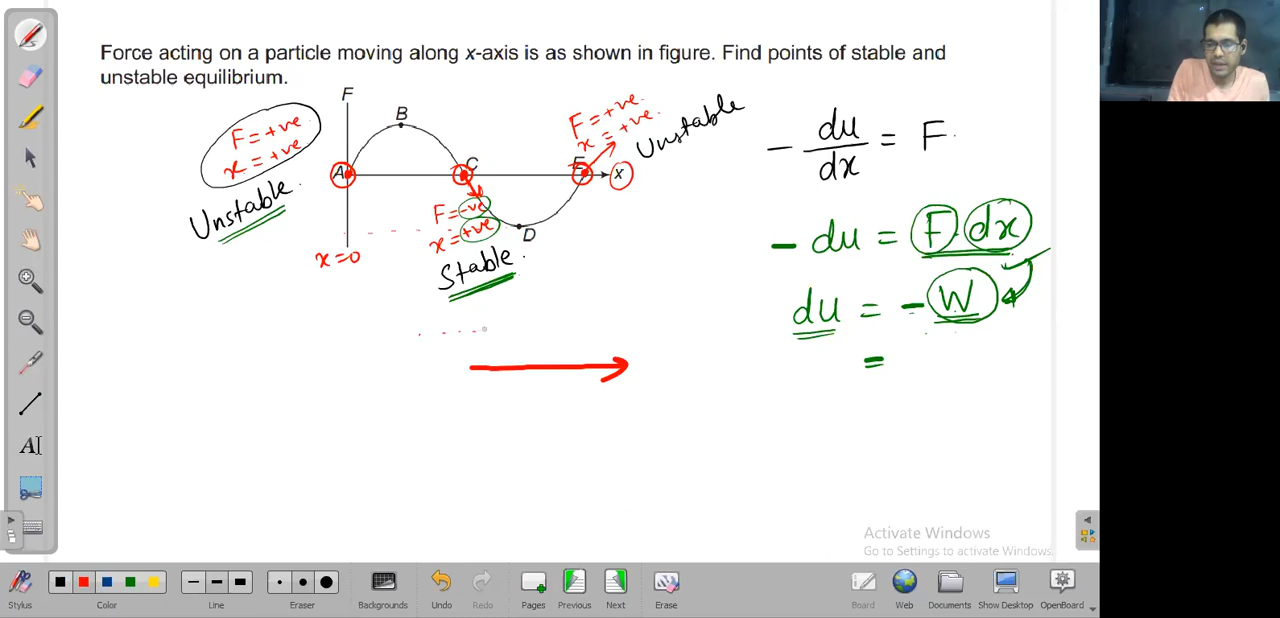 Force acting on a particle moving along x-axis is as shown in figure. Find points of stable and
unstable equilibrium.
F
B
A
C
D
E
x
F = +ve.
x = +ve.
Unstable.
x=0
F = -ve
x = +ve
Stable.
F = +ve.
x = +ve.
Unstable
- du/dx = F.
- du = F. dx
du = - W
=
A
Activate Windows
Go to Settings to activate Windows.
Stylus
Color
Line
Eraser
Backgrounds
Undo
Redo
Pages
Previous
Next
Erase
Board
Web
Documents
Show Desktop
OpenBoard